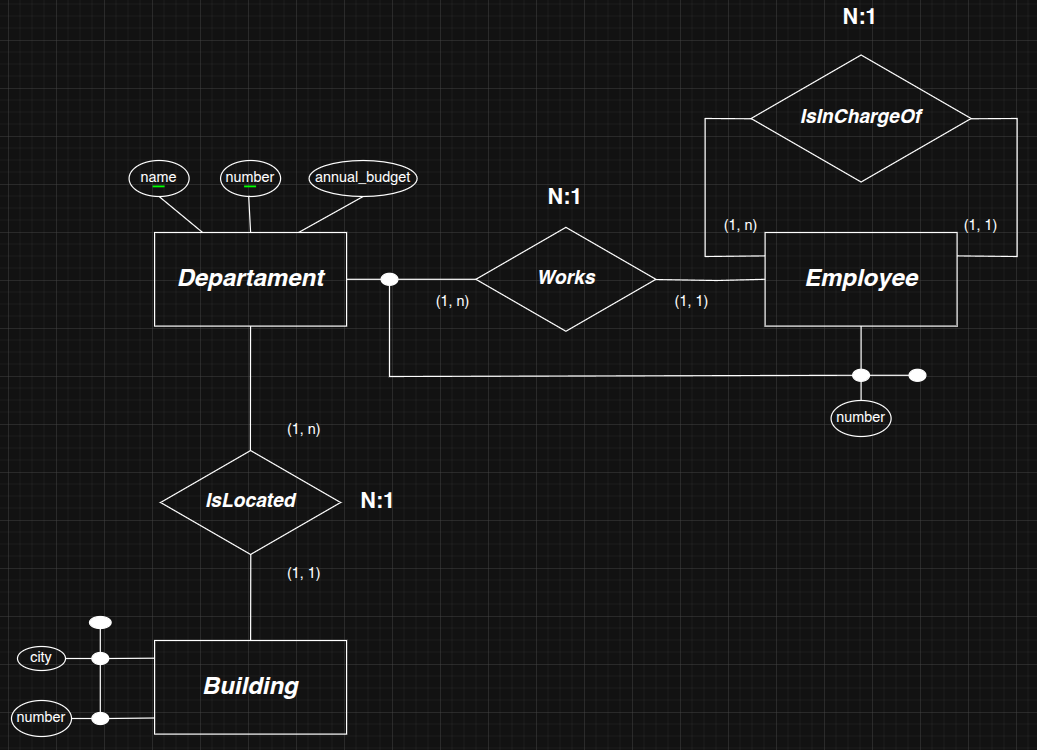 N:1
IsInChargeOf
name
number
annual_budget
N:1
(1, n)
(1, 1)
Departament
Works
Employee
(1, n)
(1, 1)
number
(1, n)
IsLocated
N:1
(1, 1)
city
Building
number